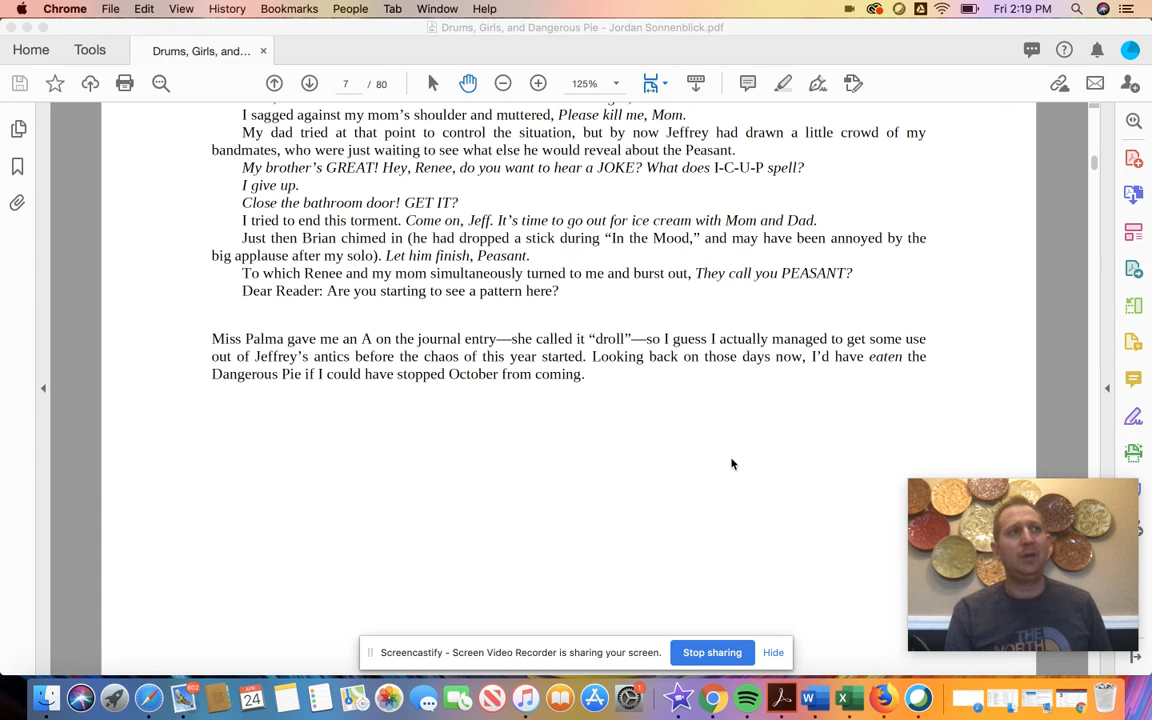 Chrome File Edit View History Bookmarks People Tab Window Help Fri 2:19 PM
Drums, Girls, and Dangerous Pie - Jordan Sonnenblick.pdf
Home Tools Drums, Girls, and... ×
7 / 80 125%
I sagged against my mom's shoulder and muttered, Please kill me, Mom.
My dad tried at that point to control the situation, but by now Jeffrey had drawn a little crowd of my
bandmates, who were just waiting to see what else he would reveal about the Peasant.
My brother's GREAT! Hey, Renee, do you want to hear a JOKE? What does I-C-U-P spell?
I give up.
Close the bathroom door! GET IT?
I tried to end this torment. Come on, Jeff. It's time to go out for ice cream with Mom and Dad.
Just then Brian chimed in (he had dropped a stick during “In the Mood,” and may have been annoyed by the
big applause after my solo). Let him finish, Peasant.
To which Renee and my mom simultaneously turned to me and burst out, They call you PEASANT?
Dear Reader: Are you starting to see a pattern here?
Miss Palma gave me an A on the journal entry—she called it “droll”—so I guess I actually managed to get some use
out of Jeffrey's antics before the chaos of this year started. Looking back on those days now, I'd have eaten the
Dangerous Pie if I could have stopped October from coming.
THE
NORTH
Screencastify - Screen Video Recorder is sharing your screen. Stop sharing Hide
602
APR
24